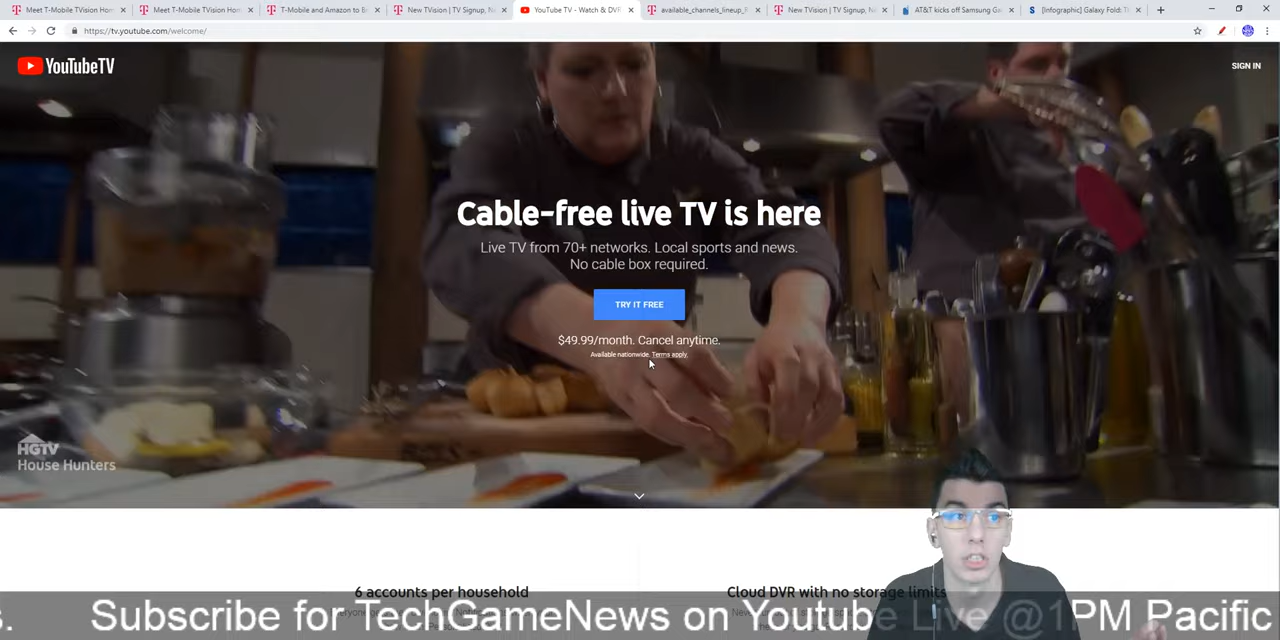 Meet T-Mobile TVision Hom
Meet T-Mobile TVision Hom
T-Mobile and Amazon to B
New TVision | TV Signup, N
YouTube TV - Watch & DVR
available_channels_lineup_F
New TVision | TV Signup, N
AT&T kicks off Samsung Ga
[Infographic] Galaxy Fold: T
https://tv.youtube.com/welcome/
YouTubeTV
SIGN IN
Cable-free live TV is here
Live TV from 70+ networks. Local sports and news.
No cable box required.
TRY IT FREE
$49.99/month. Cancel anytime.
Available nationwide. Terms apply.
HGTV
House Hunters
6 accounts per household
Cloud DVR with no storage limits
s. Subscribe for TechGameNews on Youtube Live @1PM Pacific